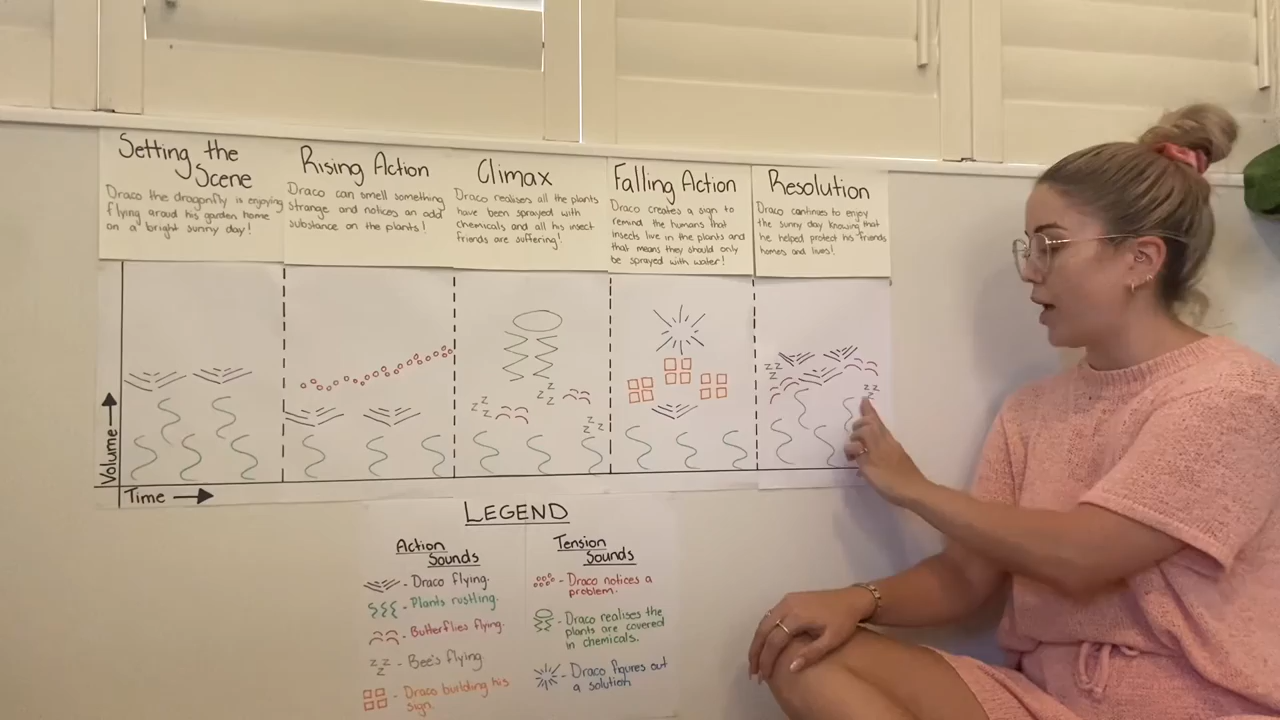 Setting the
Scene
Draco the dragonfly is enjoying
flying aroud his garden home
on a bright sunny day!
Rising Action
Draco can smell something
strange and notices an odd
substance on the plants!
Climax
Draco realises all the plants
have been sprayed with
chemicals and all his insect
friends are suffering!
Falling Action
Draco creates a sign to
remind the humans that
insects live in the plants and
that means they should only
be sprayed with water!
Resolution
Draco continues to enjoy
the sunny day knowing that
he helped protect his friends
homes and lives!
Volume
Time
z z
z
z z
z
z z
z
z z
z z
z z
z
LEGEND
Action
Sounds
- Draco flying.
- Plants rustling.
- Butterflies flying.
z z
z
- Bee's flying
- Draco building his
sign.
Tension
Sounds
- Draco notices a
problem.
- Draco realises the
plants are covered
in chemicals.
- Draco figures out
a solution